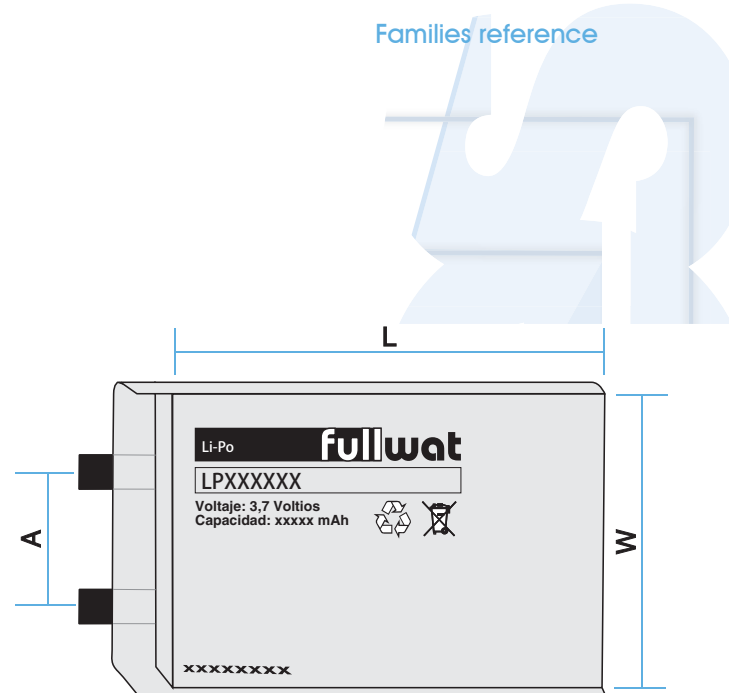 Families reference
L
Li-Po
fullwat
LPXXXXXX
Voltaje: 3,7 Voltios
Capacidad: xxxxx mAh
A
W
xxxxxxxx